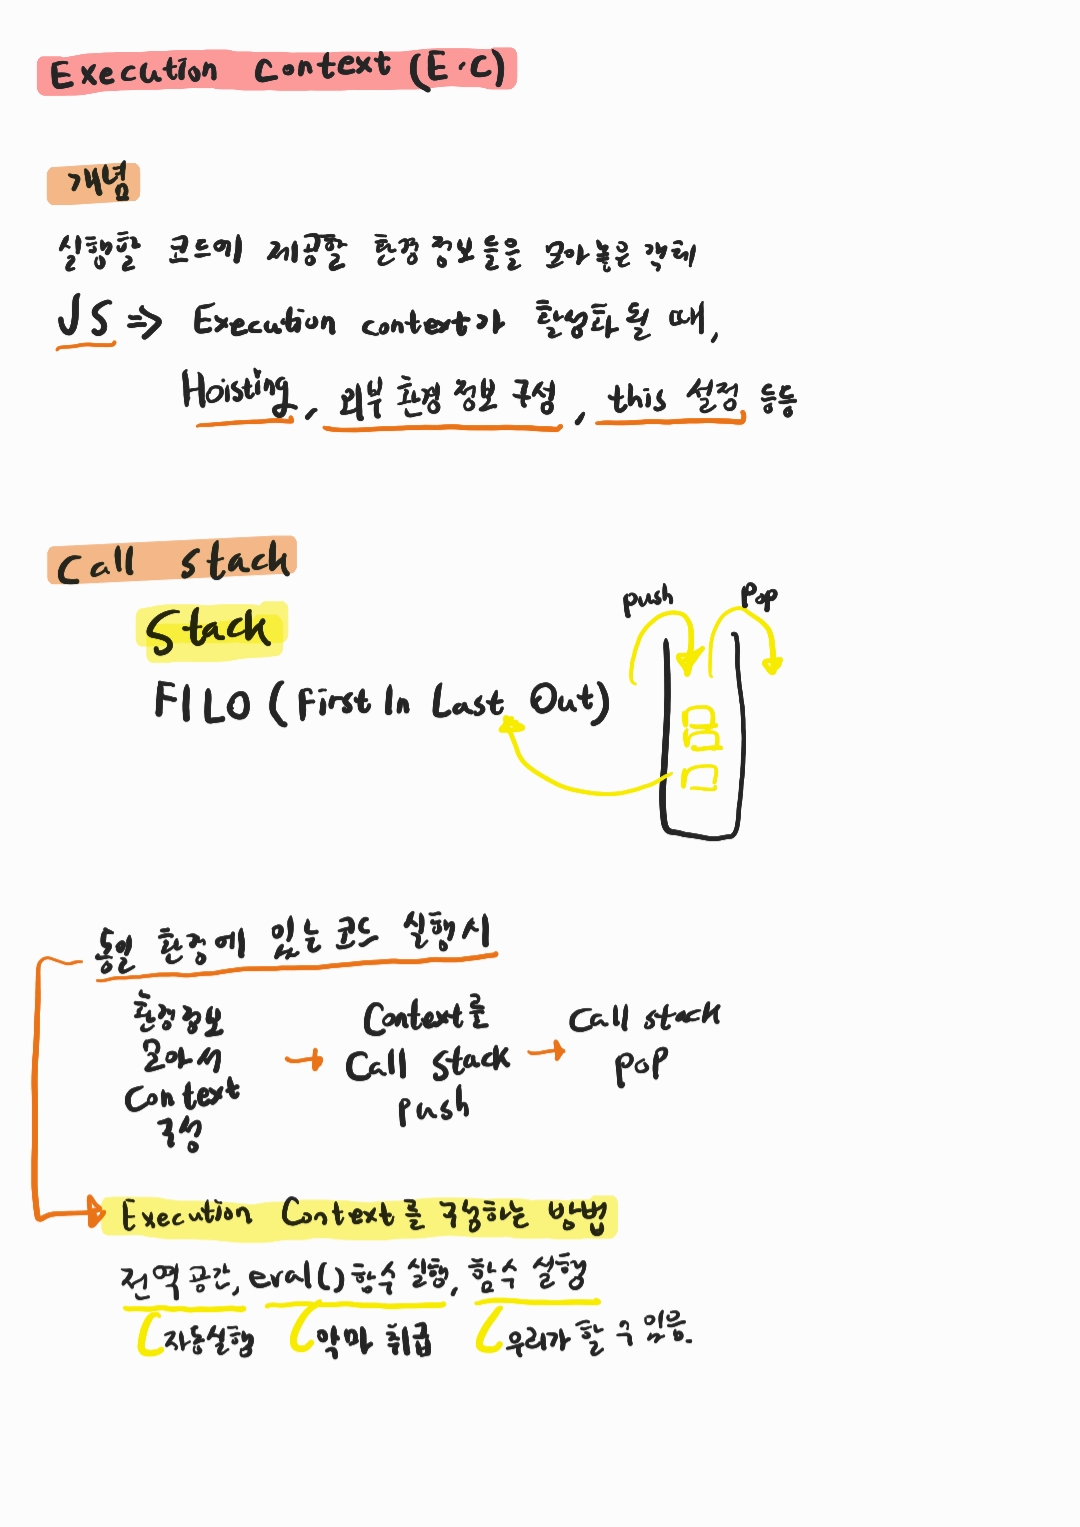 Execution Context (E.C)
개념
실행할 코드에 제공할 환경 정보들을 모아놓은 객체
JS => Execution context가 활성화 될 때,
Hoisting, 외부 환경 정보 구성, this 설정 등등
Call stack
Stack
push
pop
FILO (First In Last Out)
동일 환경에 있는 코드 실행시
환경정보
모아서
Context
구성
→
Context를
Call Stack
push
→
Call stack
pop
Execution Context를 구성하는 방법
전역 공간, eval() 함수 실행, 함수 실행
자동실행
악마 취급
우리가 할 수 있음.